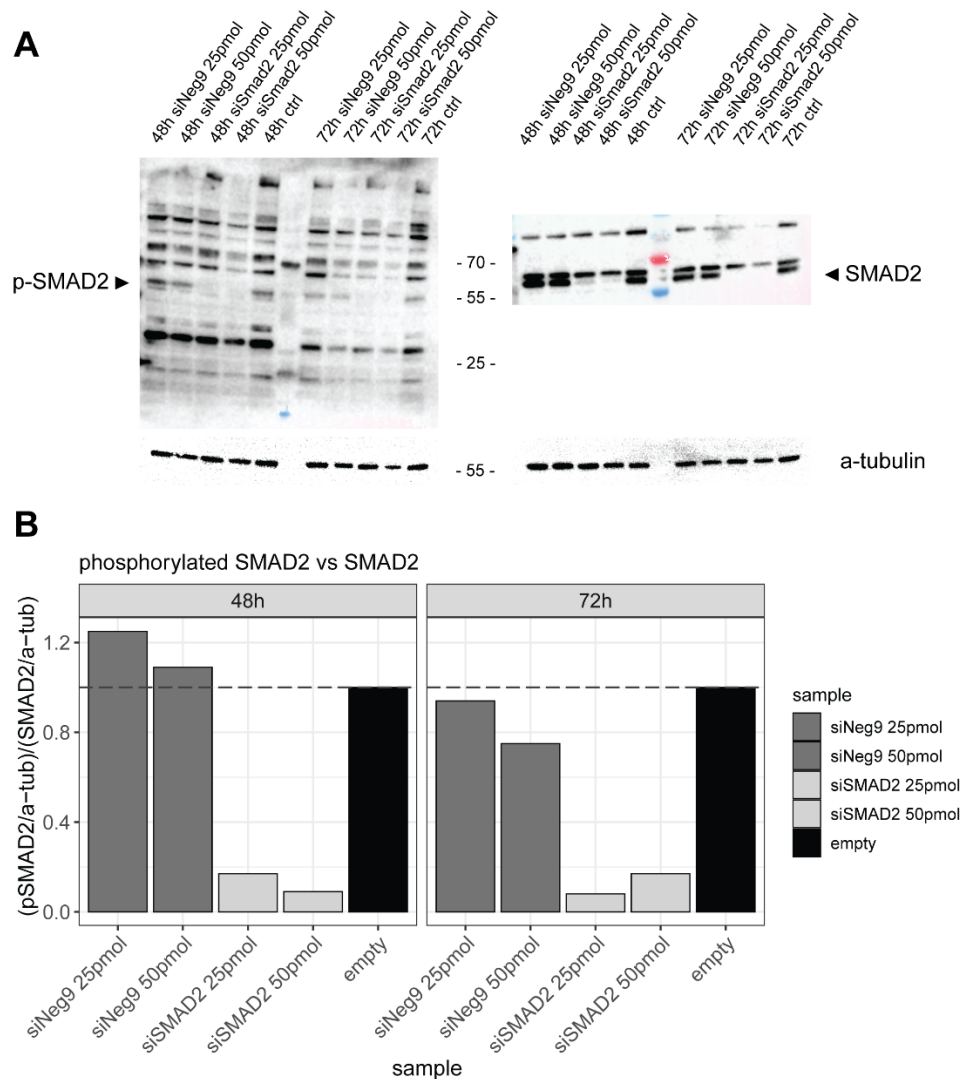 A
48h siNeg9 25pmol
48h siNeg9 50pmol
48h siSmad2 25pmol
48h siSmad2 50pmol
48h ctrl
72h siNeg9 25pmol
72h siNeg9 50pmol
72h siSmad2 25pmol
72h siSmad2 50pmol
72h ctrl
48h siNeg9 25pmol
48h siNeg9 50pmol
48h siSmad2 25pmol
48h siSmad2 50pmol
48h ctrl
72h siNeg9 25pmol
72h siNeg9 50pmol
72h siSmad2 25pmol
72h siSmad2 50pmol
72h ctrl
p-SMAD2
- 70 -
- 55 -
- 25 -
SMAD2
- 55 -
a-tubulin
B
phosphorylated SMAD2 vs SMAD2
48h
72h
(pSMAD2/a-tub)/(SMAD2/a-tub)
1.2
0.8
0.4
0.0
siNeg9 25pmol
siNeg9 50pmol
siSMAD2 25pmol
siSMAD2 50pmol
empty
siNeg9 25pmol
siNeg9 50pmol
siSMAD2 25pmol
siSMAD2 50pmol
empty
sample
sample
siNeg9 25pmol
siNeg9 50pmol
siSMAD2 25pmol
siSMAD2 50pmol
empty